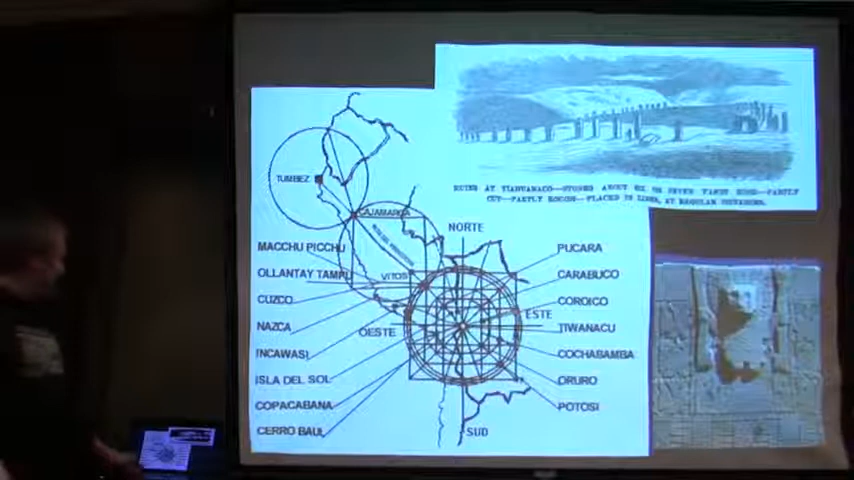 RUINS AT TIAHUANACO—STONES ABOUT SIX OR SEVEN YARDS HIGH—PARTLY
CUT—PARTLY ROUGH—PLACED IN LINES, AT REGULAR DISTANCES.
TUMBEZ
CAJAMARCA
NORTE
MACCHU PICCHU
OLLANTAY TAMPU
VITOS
CUZCO
NAZCA
OESTE
INCAWASI
ISLA DEL SOL
COPACABANA
CERRO BAUL
PUCARA
CARABUCO
COROICO
ESTE
TIWANACU
COCHABAMBA
ORURO
POTOSI
SUD